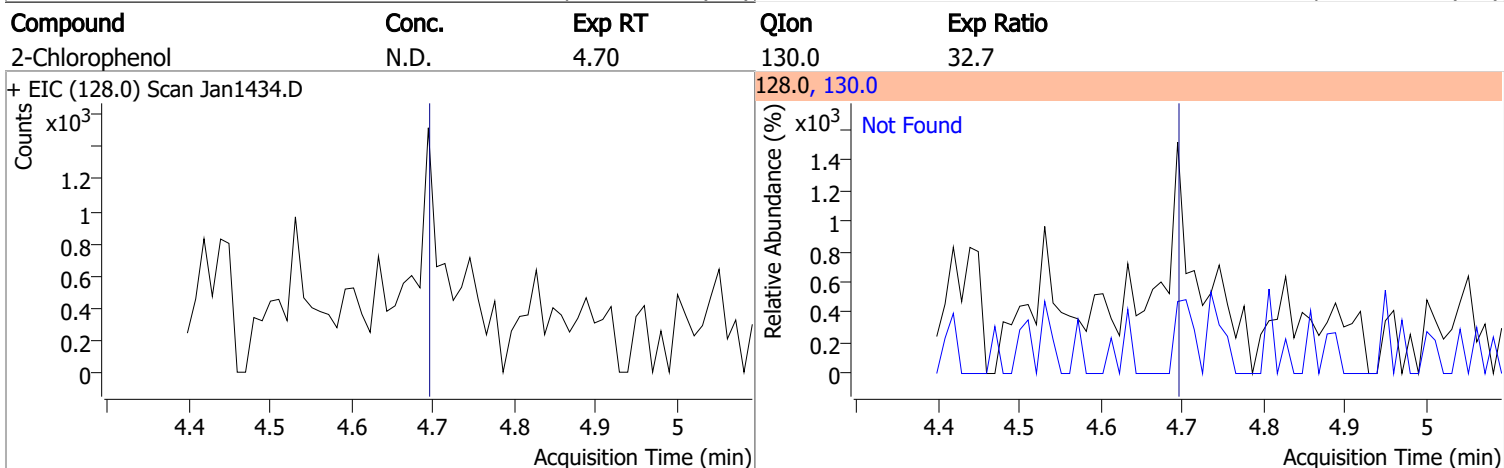 Compound Conc. Exp RT QIon Exp Ratio
2-Chlorophenol N.D. 4.70 130.0 32.7
+ EIC (128.0) Scan Jan1434.D
Counts
x10³
1.2
1
0.8
0.6
0.4
0.2
0
4.4 4.5 4.6 4.7 4.8 4.9 5
Acquisition Time (min)
128.0, 130.0
Relative Abundance (%)
x10³
Not Found
1.4
1.2
1
0.8
0.6
0.4
0.2
0
4.4 4.5 4.6 4.7 4.8 4.9 5
Acquisition Time (min)